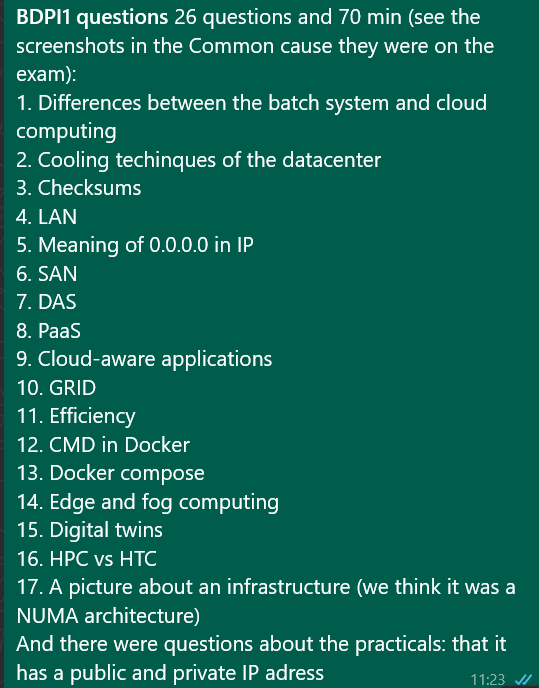 BDPI1 questions 26 questions and 70 min (see the
screenshots in the Common cause they were on the
exam):
1. Differences between the batch system and cloud
computing
2. Cooling techinques of the datacenter
3. Checksums
4. LAN
5. Meaning of 0.0.0.0 in IP
6. SAN
7. DAS
8. PaaS
9. Cloud-aware applications
10. GRID
11. Efficiency
12. CMD in Docker
13. Docker compose
14. Edge and fog computing
15. Digital twins
16. HPC vs HTC
17. A picture about an infrastructure (we think it was a
NUMA architecture)
And there were questions about the practicals: that it
has a public and private IP adress
11:23